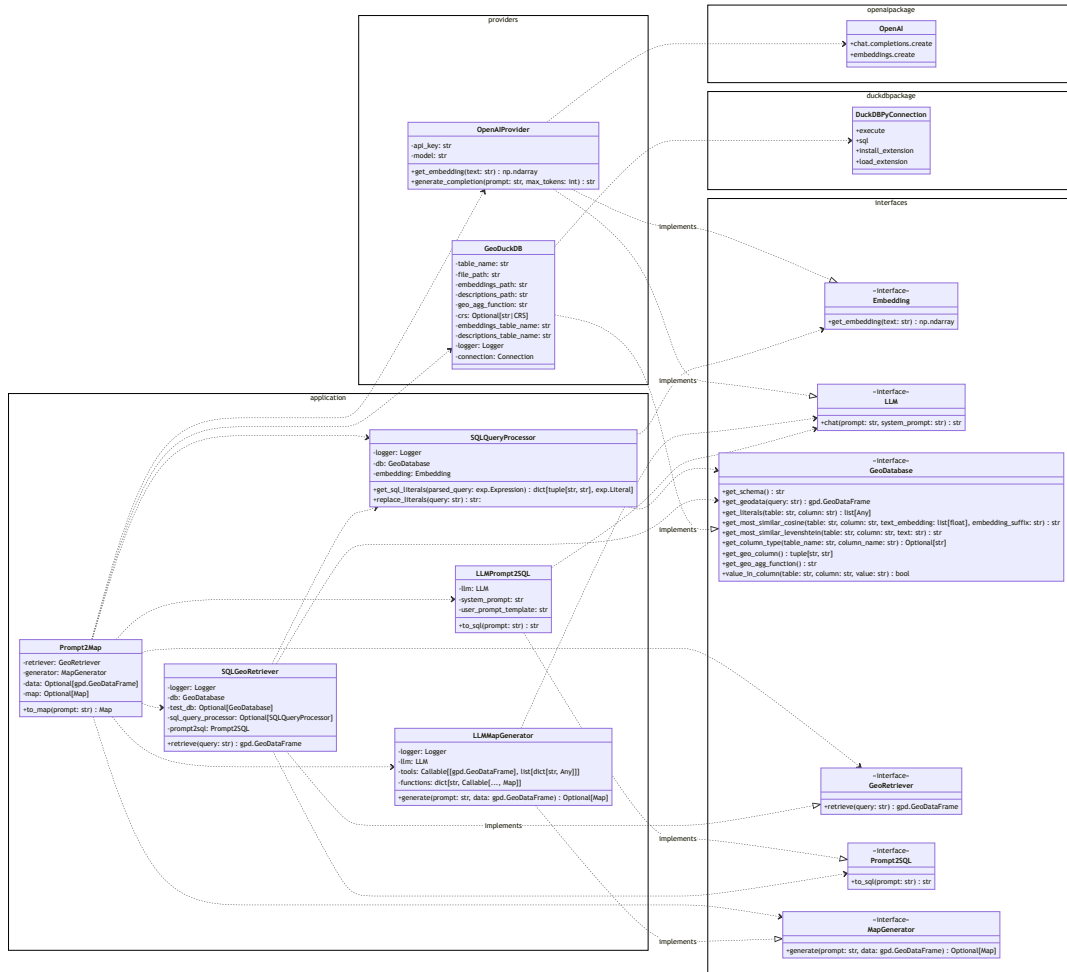 providers
OpenAIProvider
-api_key: str
-model: str
+get_embedding(text: str) : np.ndarray
+generate_completion(prompt: str, max_tokens: int) : str
GeoDuckDB
-table_name: str
-file_path: str
-embeddings_path: str
-descriptions_path: str
-geo_agg_function: str
-crs: Optional[str|CRS]
-embeddings_table_name: str
-descriptions_table_name: str
-logger: Logger
-connection: Connection
openaipackage
OpenAI
+chat.completions.create
+embeddings.create
duckdbpackage
DuckDBPyConnection
+execute
+sql
+install_extension
+load_extension
application
SQLQueryProcessor
-logger: Logger
-db: GeoDatabase
-embedding: Embedding
+get_sql_literals(parsed_query: exp.Expression) : dict[tuple[str, str], exp.Literal]
+replace_literals(query: str) : str:
LLMPrompt2SQL
-llm: LLM
-system_prompt: str
-user_prompt_template: str
+to_sql(prompt: str) : str
Prompt2Map
-retriever: GeoRetriever
-generator: MapGenerator
-data: Optional[gpd.GeoDataFrame]
-map: Optional[Map]
+to_map(prompt: str) : Map
SQLGeoRetriever
-logger: Logger
-db: GeoDatabase
-test_db: Optional[GeoDatabase]
-sql_query_processor: Optional[SQLQueryProcessor]
-prompt2sql: Prompt2SQL
+retrieve(query: str) : gpd.GeoDataFrame
LLMMapGenerator
-logger: Logger
-llm: LLM
-tools: Callable[[gpd.GeoDataFrame], list[dict[str, Any]]]
-functions: dict[str, Callable[..., Map]]
+generate(prompt: str, data: gpd.GeoDataFrame) : Optional[Map]
Implements
Implements
Implements
Implements
Implements
Implements
interfaces
«interface»
Embedding
+get_embedding(text: str) : np.ndarray
«interface»
LLM
+chat(prompt: str, system_prompt: str) : str
«interface»
GeoDatabase
+get_schema() : str
+get_geodata(query: str) : gpd.GeoDataFrame
+get_literals(table: str, column: str) : list[Any]
+get_most_similar_cosine(table: str, column: str, text_embedding: list[float], embedding_suffix: str) : str
+get_most_similar_levenshtein(table: str, column: str, text: str) : str
+get_column_type(table_name: str, column_name: str) : Optional[str]
+get_geo_column() : tuple[str, str]
+get_geo_agg_function() : str
+value_in_column(table: str, column: str, value: str) : bool
«interface»
GeoRetriever
+retrieve(query: str) : gpd.GeoDataFrame
«interface»
Prompt2SQL
+to_sql(prompt: str) : str
«interface»
MapGenerator
+generate(prompt: str, data: gpd.GeoDataFrame) : Optional[Map]